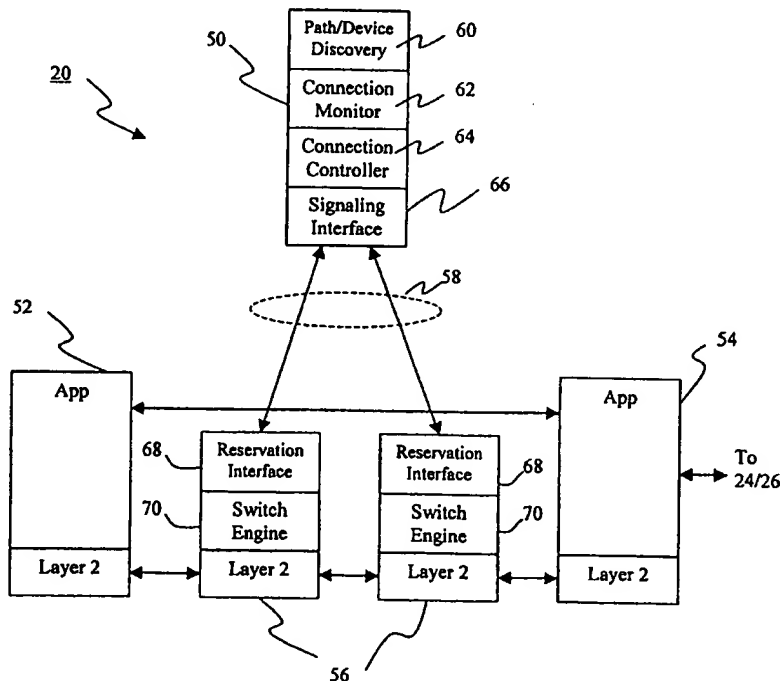 Path/Device
Discovery
60
50
20
Connection
Monitor
62
Connection
Controller
64
Signaling
Interface
66
58
52
54
App
App
68
Reservation
Interface
Reservation
Interface
68
To
24/26
70
Switch
Engine
Switch
Engine
70
Layer 2
Layer 2
Layer 2
Layer 2
56